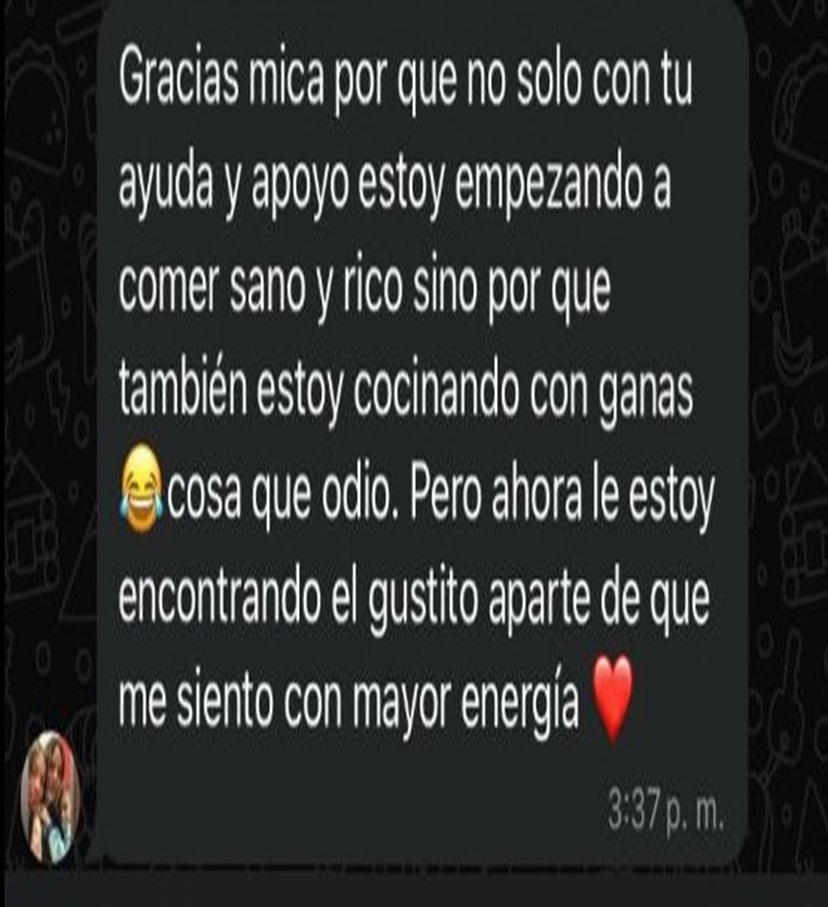 Gracias mica por que no solo con tu
ayuda y apoyo estoy empezando a
comer sano y rico sino por que
también estoy cocinando con ganas
😂cosa que odio. Pero ahora le estoy
encontrando el gustito aparte de que
me siento con mayor energía ❤️
3:37 p. m.